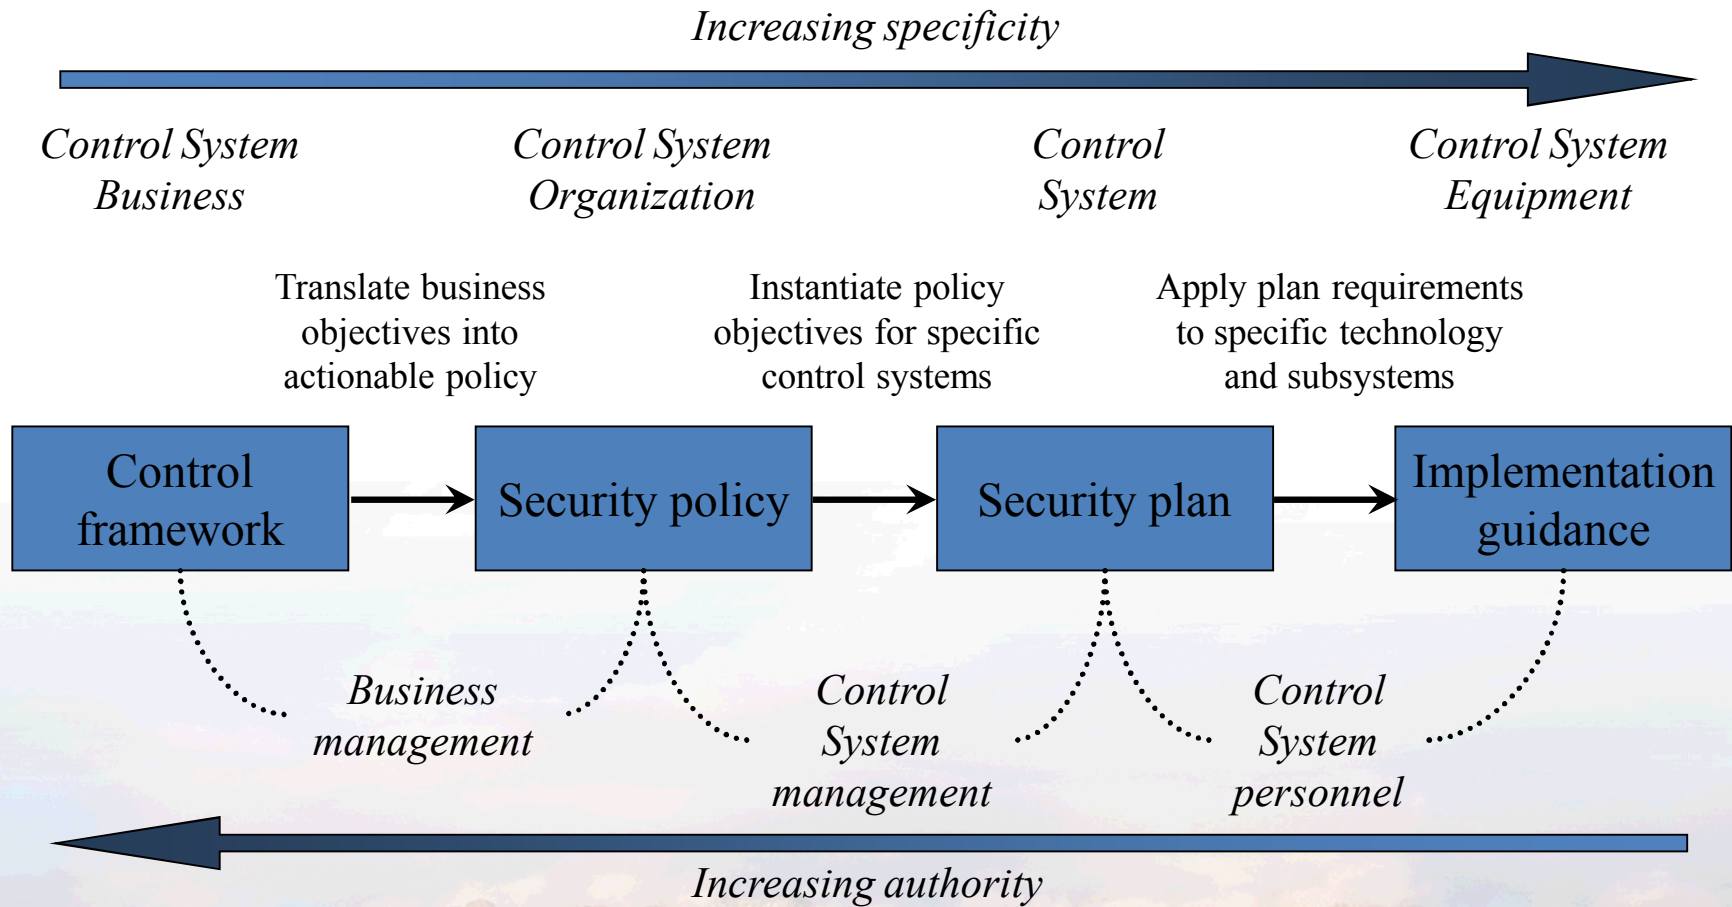 Increasing specificity
Control System
Business
Control System
Organization
Control
System
Control System
Equipment
Translate business
objectives into
actionable policy
Instantiate policy
objectives for specific
control systems
Apply plan requirements
to specific technology
and subsystems
Control
framework
Security policy
Security plan
Implementation
guidance
Business
management
Control
System
management
Control
System
personnel
Increasing authority